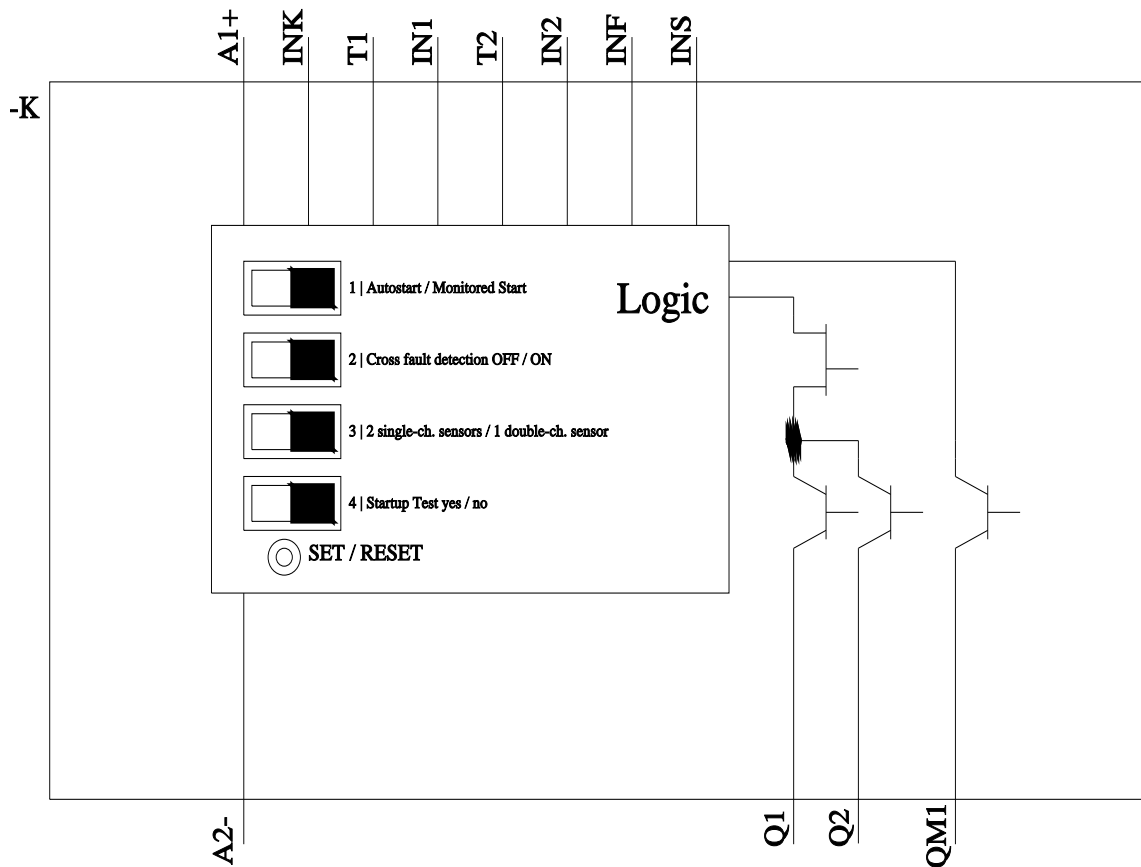 A1+
INK
T1
IN1
T2
IN2
INF
INS
-K
1 | Autostart / Monitored Start
Logic
2 | Cross fault detection OFF / ON
3 | 2 single-ch. sensors / 1 double-ch. sensor
4 | Startup Test yes / no
SET / RESET
A2-
Q1
Q2
QM1